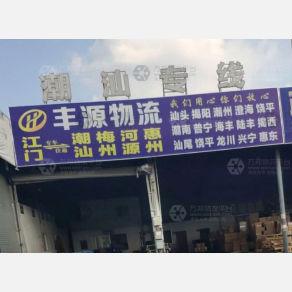 潮汕专线
丰源物流
我们用心 你们放心
汕头 揭阳 潮州 澄海 饶平
潮南 普宁 海丰 陆丰 揭西
汕尾 饶平 龙川 兴宁 惠东
江门
潮汕 梅州 河源 惠州